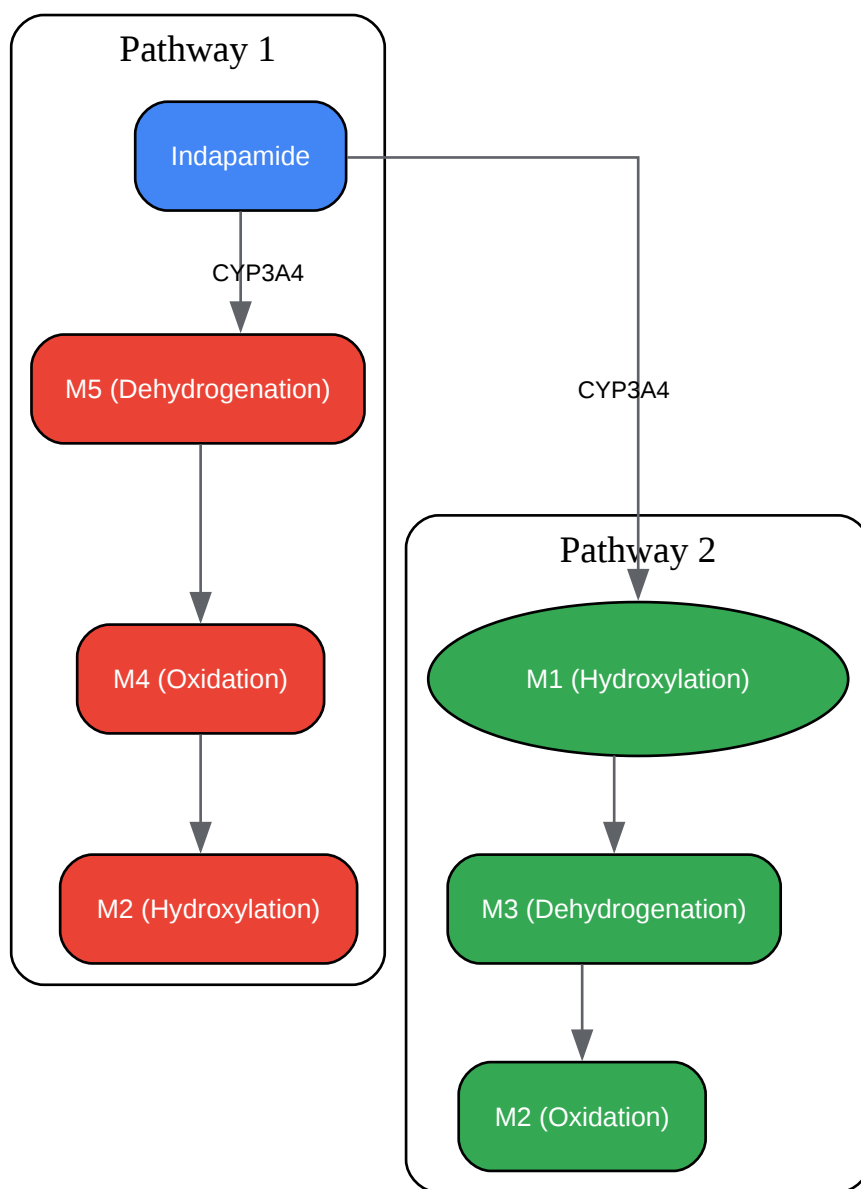 Pathway 1
Indapamide
CYP3A4
M5 (Dehydrogenation)
M4 (Oxidation)
M2 (Hydroxylation)
CYP3A4
Pathway 2
M1 (Hydroxylation)
M3 (Dehydrogenation)
M2 (Oxidation)